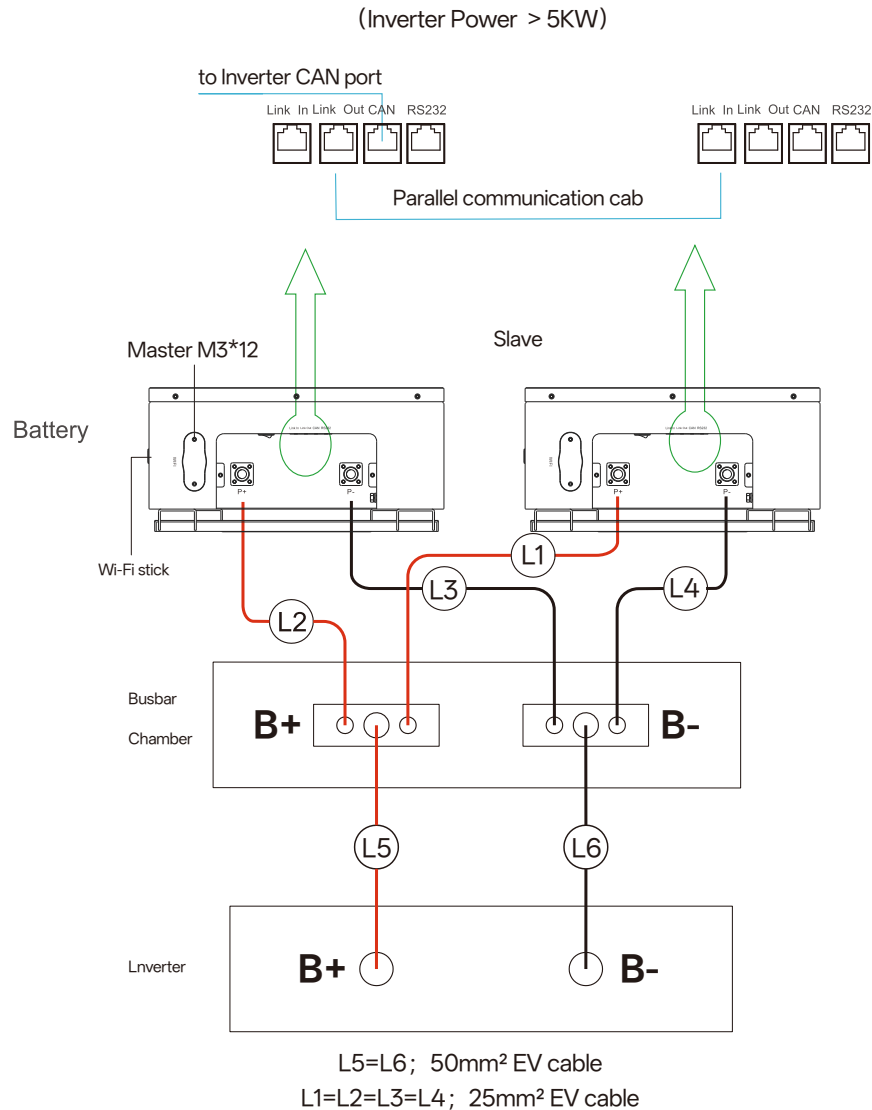 (Inverter Power > 5KW)
to Inverter CAN port
Link In Link Out CAN RS232
Link In Link Out CAN RS232
Parallel communication cab
Master M3*12
Slave
Battery
P+ P-
P+ P-
Wi-Fi stick
L1
L3
L4
L2
Busbar
Chamber
B+
B-
L5
L6
Lnverter
B+
B-
L5=L6; 50mm² EV cable
L1=L2=L3=L4; 25mm² EV cable